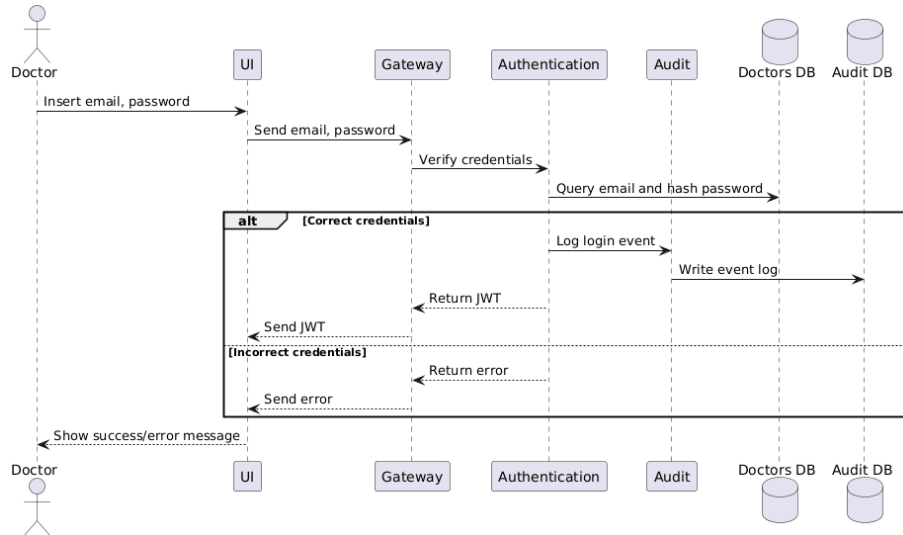 Doctor
UI
Gateway
Authentication
Audit
Doctors DB
Audit DB
Insert email, password
Send email, password
Verify credentials
Query email and hash password
alt
[Correct credentials]
Log login event
Write event log
Return JWT
Send JWT
[Incorrect credentials]
Return error
Send error
Show success/error message
Doctor
UI
Gateway
Authentication
Audit
Doctors DB
Audit DB